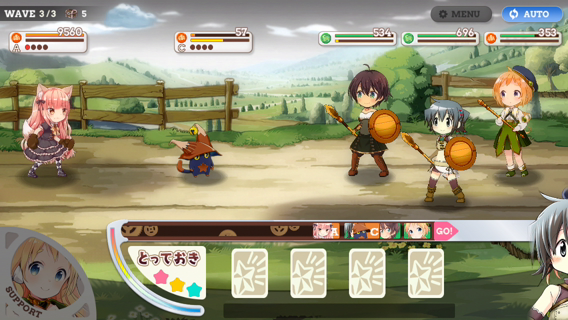 WAVE 3/3 5
MENU
AUTO
9560
A
57
C
534
696
353
A
C
GO!
とっておき
SUPPORT